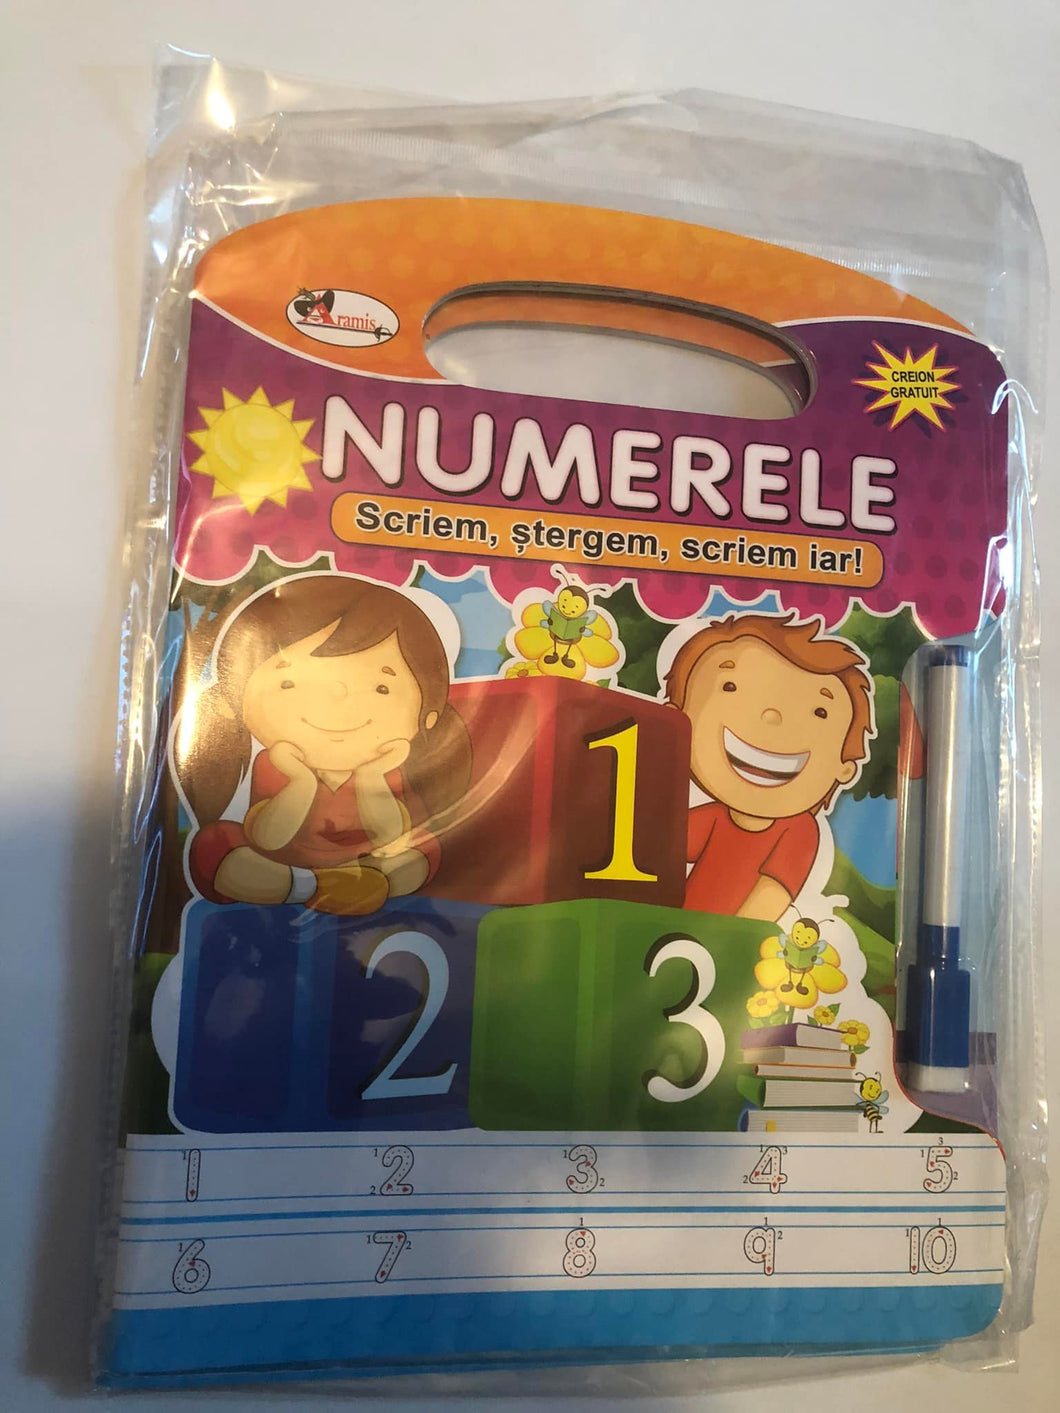 Aramis
CREION
GRATUIT
NUMERELE
Scriem, ștergem, scriem iar!
1
2 3
1 2 3 4 5
6 7 8 9 10